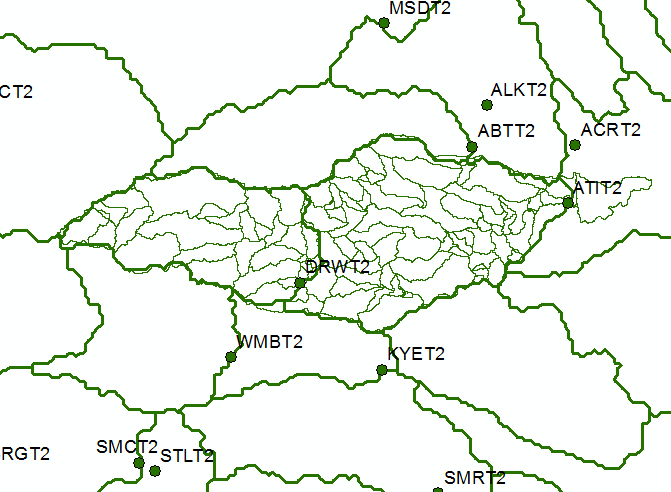 MSDT2
CT2
ALKT2
ABTT2
ACRT2
ATIT2
DRWT2
WMBT2
KYET2
SMCT2
RGT2
STLT2
SMRT2